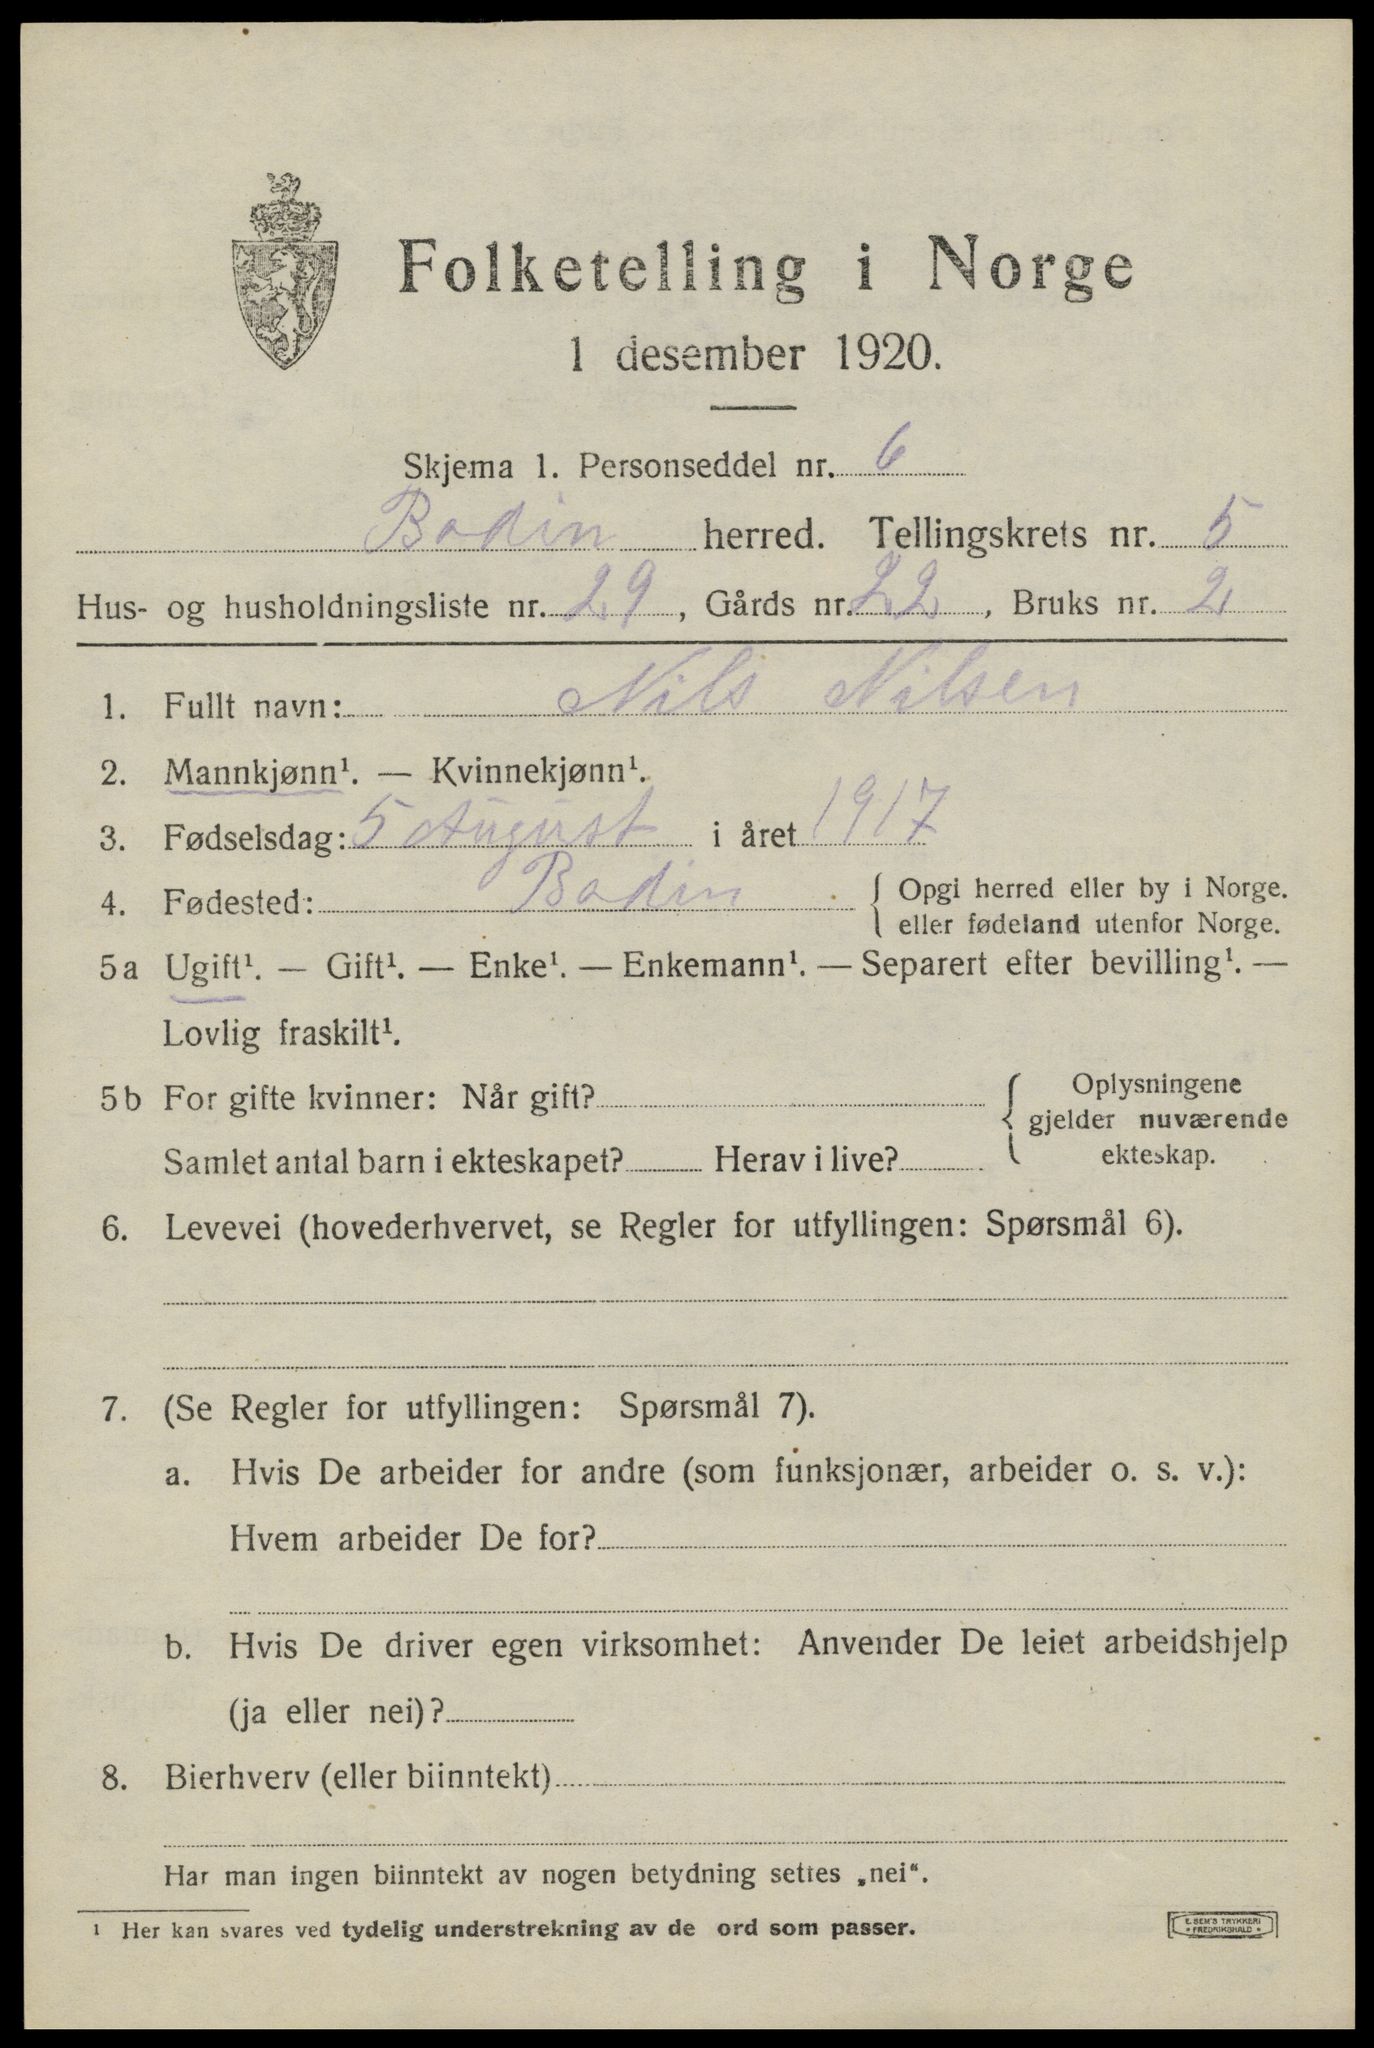 Folketelling i Norge
1 desember 1920.
Skjema 1. Personseddel nr. 6
Bodin herred. Tellingskrets nr. 5
Hus- og husholdningsliste nr. 29, Gårds nr. 22, Bruks nr. 2
1. Fullt navn: Nils Nilsen
2. Mannkjønn¹. — Kvinnekjønn¹.
3. Fødselsdag: 5 August i året 1917
4. Fødested: Bodin { Opgi herred eller by i Norge.
eller fødeland utenfor Norge.
5a Ugift¹. — Gift¹. — Enke¹. — Enkemann¹. — Separert efter bevilling¹. —
Lovlig fraskilt¹.
5b For gifte kvinner: Når gift? { Oplysningene
gjelder nuværende
Samlet antal barn i ekteskapet? Herav i live? ekteskap.
6. Levevei (hovederhvervet, se Regler for utfyllingen: Spørsmål 6).
7. (Se Regler for utfyllingen: Spørsmål 7).
a. Hvis De arbeider for andre (som funksjonær, arbeider o. s. v.):
Hvem arbeider De for?
b. Hvis De driver egen virksomhet: Anvender De leiet arbeidshjelp
(ja eller nei)?
8. Bierhverv (eller biinntekt)
Har man ingen biinntekt av nogen betydning settes „nei“.
¹ Her kan svares ved tydelig understrekning av de ord som passer.
E. SEM'S TRYKKERI
FREDRIKSHALD